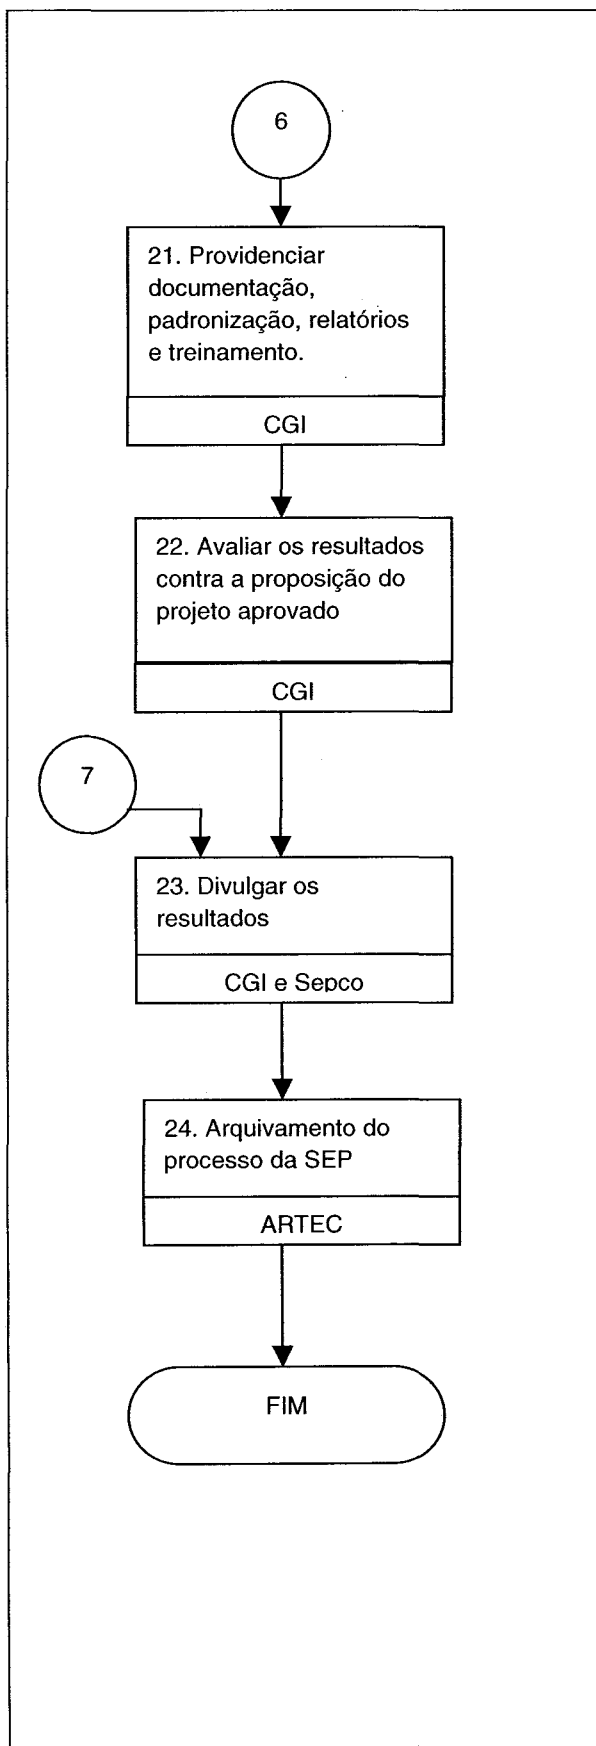 6
21. Providenciar
documentação,
padronização, relatórios
e treinamento.
CGI
22. Avaliar os resultados
contra a proposição do
projeto aprovado
CGI
7
23. Divulgar os
resultados
CGI e Sepco
24. Arquivamento do
processo da SEP
ARTEC
FIM